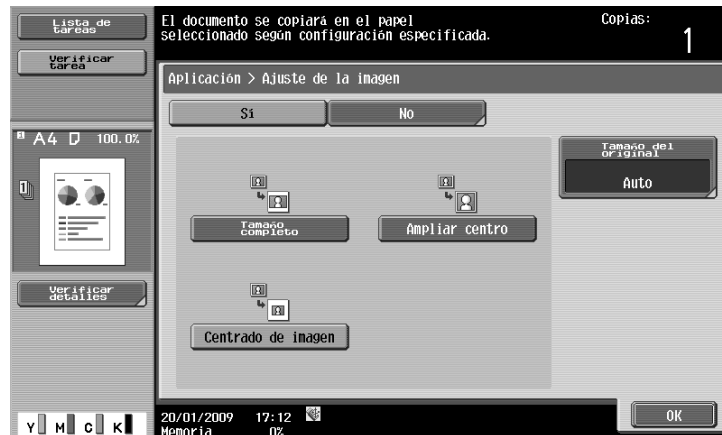 Lista de
tareas
Verificar
tarea
El documento se copiará en el papel
seleccionado según configuración especificada.
Copias:
1
Aplicación > Ajuste de la imagen
Sí
No
A4 100.0%
1
Tamaño del
original
Auto
Tamaño
completo
Ampliar centro
Centrado de imagen
Verificar
detalles
Y M C K
20/01/2009 17:12
Memoria 0%
OK